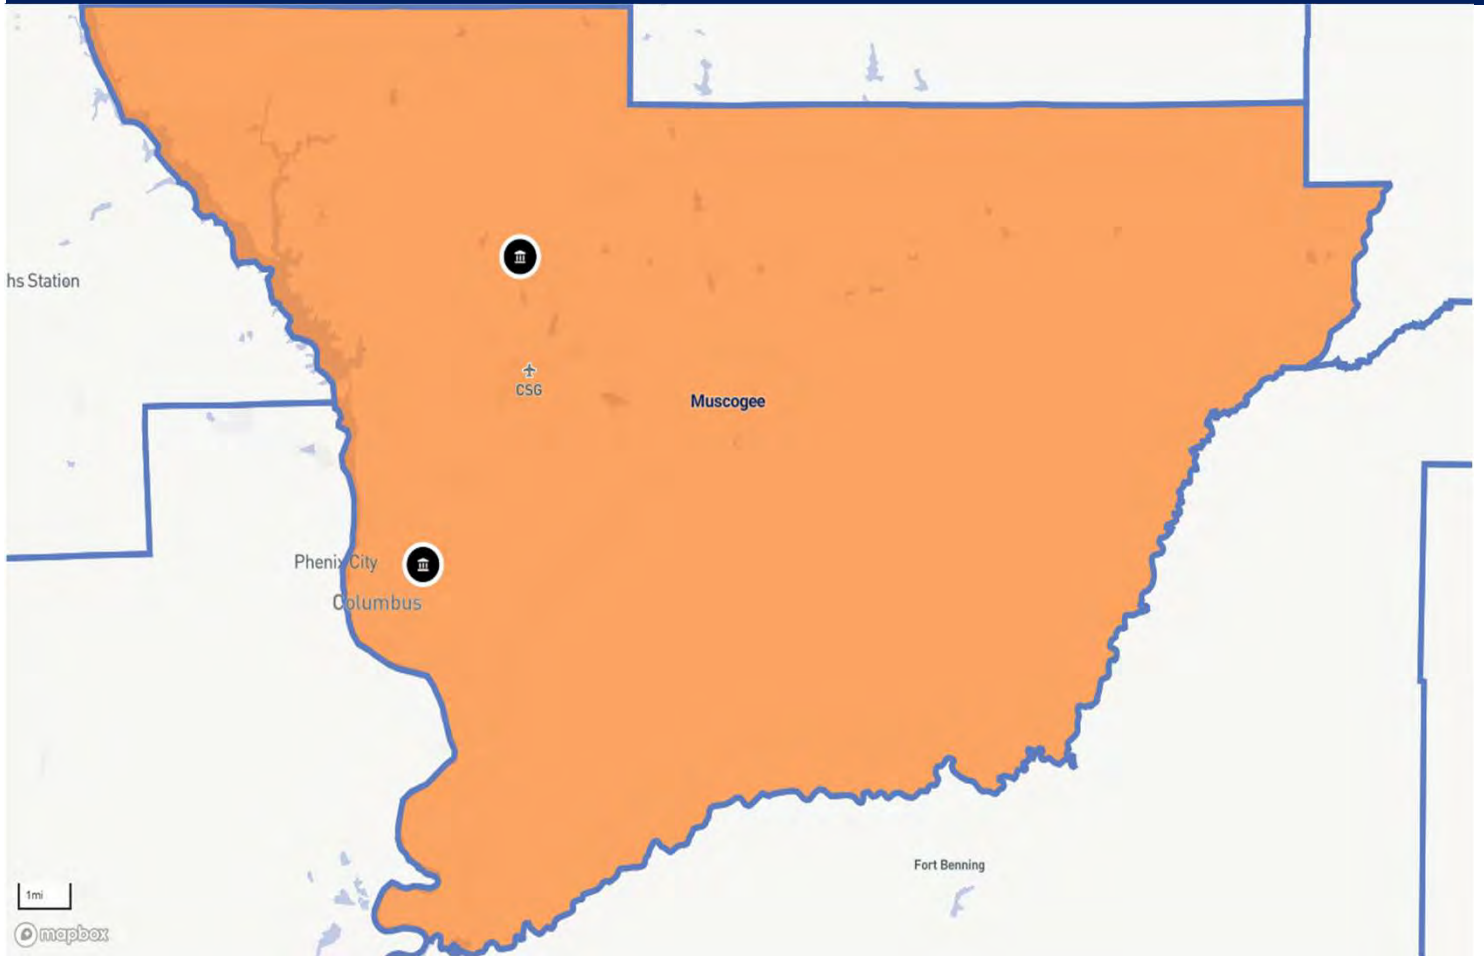 hs Station
CSG
Muscogee
Phenix City
Columbus
Fort Benning
1mi
mapbox